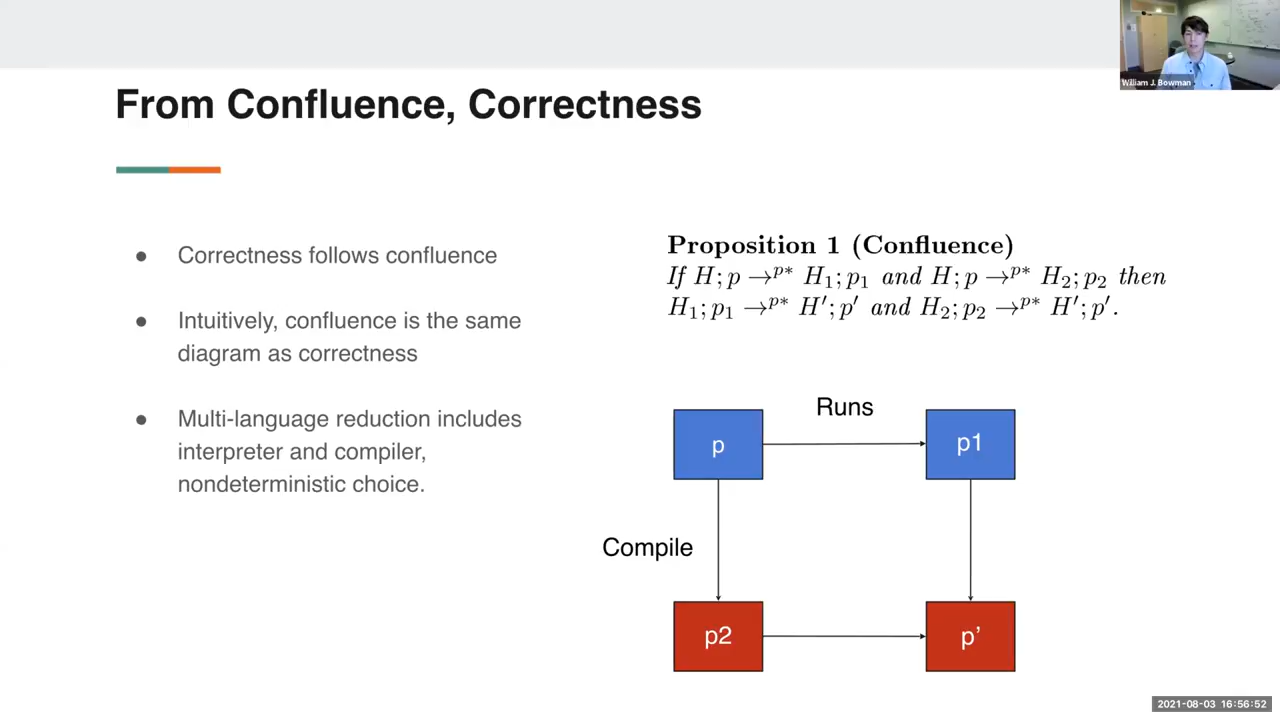 William J. Bowman
From Confluence, Correctness
● Correctness follows confluence
● Intuitively, confluence is the same
diagram as correctness
● Multi-language reduction includes
interpreter and compiler,
nondeterministic choice.
Proposition 1 (Confluence)
If H; p →ᵖ* H₁; p₁ and H; p →ᵖ* H₂; p₂ then
H₁; p₁ →ᵖ* H′; p′ and H₂; p₂ →ᵖ* H′; p′.
Runs
p
p1
Compile
p2
p’
2021-08-03 16:56:52